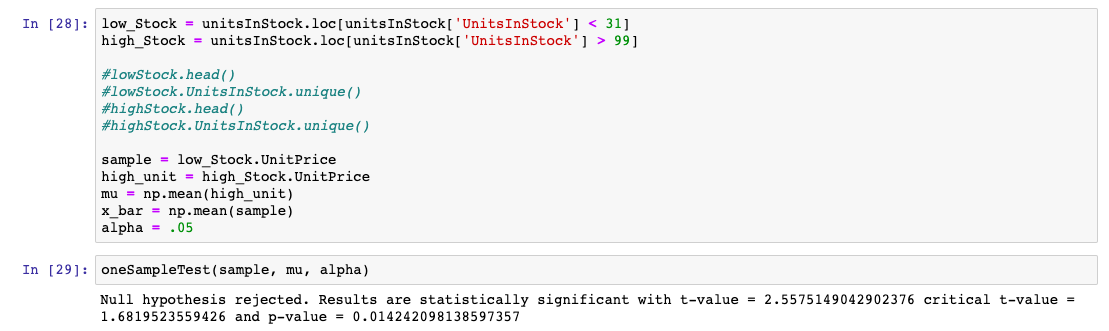 In [28]: low_Stock = unitsInStock.loc[unitsInStock['UnitsInStock'] < 31]
high_Stock = unitsInStock.loc[unitsInStock['UnitsInStock'] > 99]
#lowStock.head()
#lowStock.UnitsInStock.unique()
#highStock.head()
#highStock.UnitsInStock.unique()
sample = low_Stock.UnitPrice
high_unit = high_Stock.UnitPrice
mu = np.mean(high_unit)
x_bar = np.mean(sample)
alpha = .05
In [29]: oneSampleTest(sample, mu, alpha)
Null hypothesis rejected. Results are statistically significant with t-value = 2.5575149042902376 critical t-value =
1.6819523559426 and p-value = 0.014242098138597357